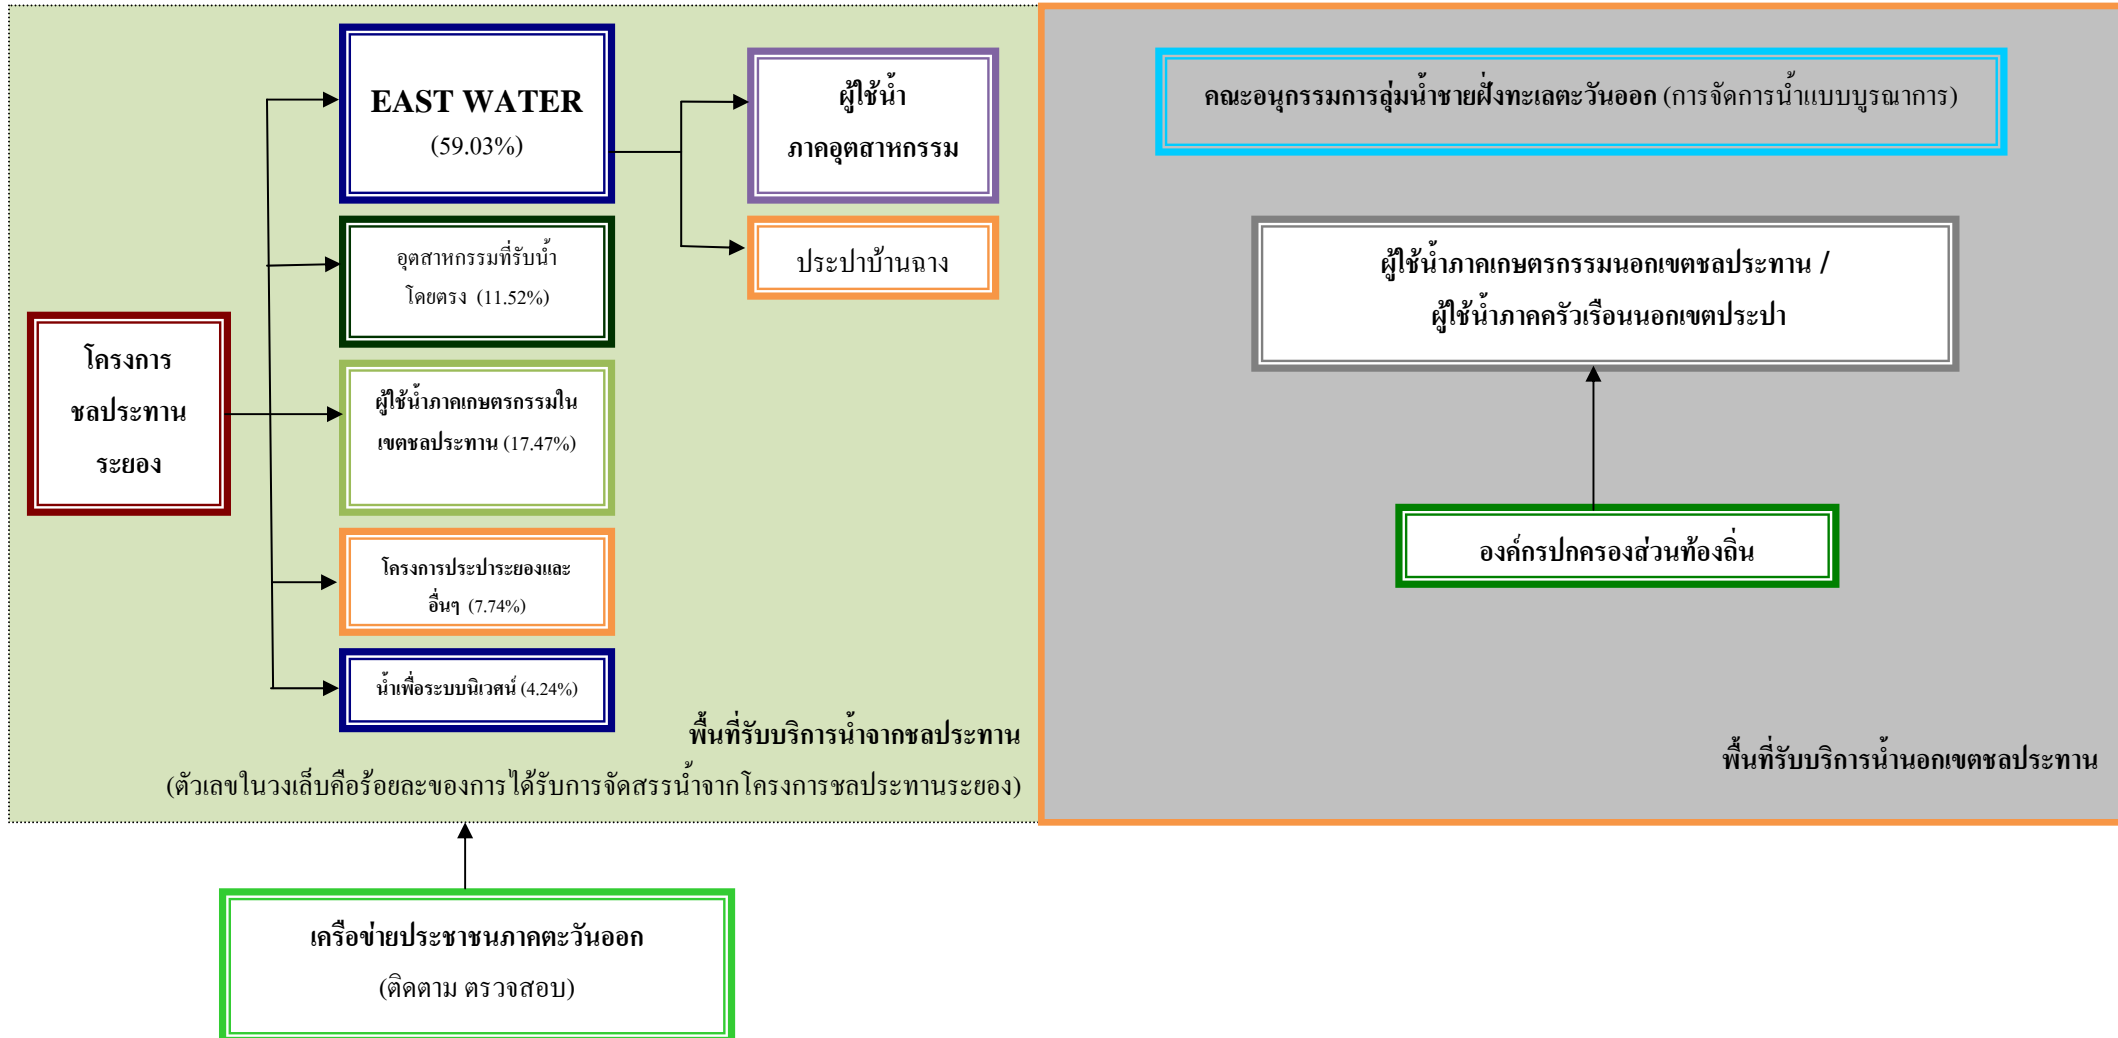 EAST WATER
(59.03%)
ผู้ใช้น้ำ
ภาคอุตสาหกรรม
อุตสาหกรรมที่รับน้ำ
โดยตรง (11.52%)
ประปาบ้านฉาง
โครงการ
ชลประทาน
ระยอง
ผู้ใช้น้ำภาคเกษตรกรรมใน
เขตชลประทาน (17.47%)
โครงการประปาระยองและ
อื่นๆ (7.74%)
น้ำเพื่อระบบนิเวศน์ (4.24%)
พื้นที่รับบริการน้ำจากชลประทาน
(ตัวเลขในวงเล็บคือร้อยละของการได้รับการจัดสรรน้ำจากโครงการชลประทานระยอง)
คณะอนุกรรมการลุ่มน้ำชายฝั่งทะเลตะวันออก (การจัดการน้ำแบบบูรณาการ)
ผู้ใช้น้ำภาคเกษตรกรรมนอกเขตชลประทาน /
ผู้ใช้น้ำภาคครัวเรือนนอกเขตประปา
องค์กรปกครองส่วนท้องถิ่น
พื้นที่รับบริการน้ำนอกเขตชลประทาน
เครือข่ายประชาชนภาคตะวันออก
(ติดตาม ตรวจสอบ)